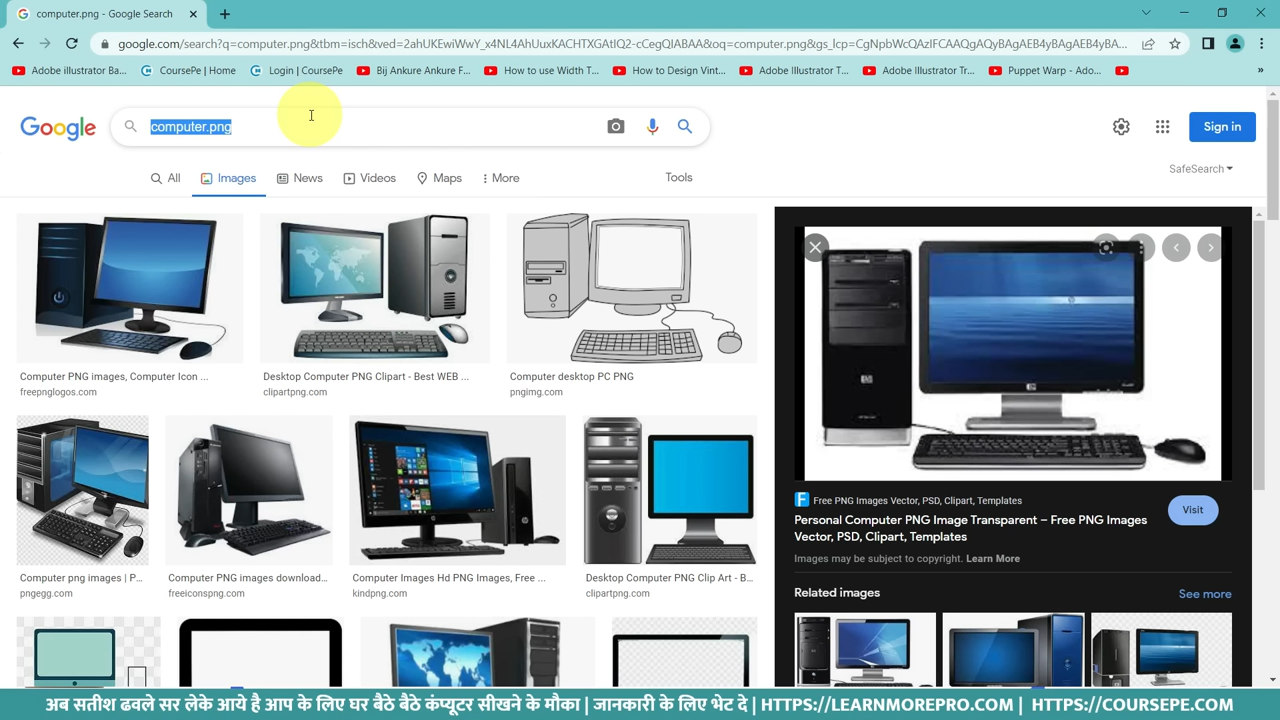 computer.png - Google Search
google.com/search?q=computer.png&tbm=isch&ved=2ahUKEwiWwY_x4NL4AhUuxKACHTXGAtIQ2-cCegQIABAA&oq=computer.png&gs_lcp=CgNpbWcQAzIFCAAQgAQyBAgAEB4yBAgAEB4yBA...
Adobe illustrator Ba...
CoursePe | Home
Login | CoursePe
Bij Ankure Ankure F...
How to use Width T...
How to Design Vint...
Adobe Illustrator T...
Adobe Illustrator Tr...
Puppet Warp - Ado...
Google
computer.png
Sign in
All
Images
News
Videos
Maps
More
Tools
SafeSearch
Computer PNG images, Computer Icon ...
freepnglogos.com
Desktop Computer PNG Clipart - Best WEB ...
clipartpng.com
Computer desktop PC PNG
pngimg.com
Computer png images | P...
pngegg.com
Computer PNG images download...
freeiconspng.com
Computer Images Hd PNG Images, Free ...
kindpng.com
Desktop Computer PNG Clip Art - B...
clipartpng.com
Free PNG Images Vector, PSD, Clipart, Templates
Personal Computer PNG Image Transparent – Free PNG Images
Vector, PSD, Clipart, Templates
Visit
Images may be subject to copyright. Learn More
Related images
See more
अब सतीश ढाले सर लेके आये है आप के लिए घर बैठे बैठे कंप्यूटर सीखने के मौका | जानकारी के लिए भेट दे | HTTPS://LEARNMOREPRO.COM | HTTPS://COURSEPE.COM